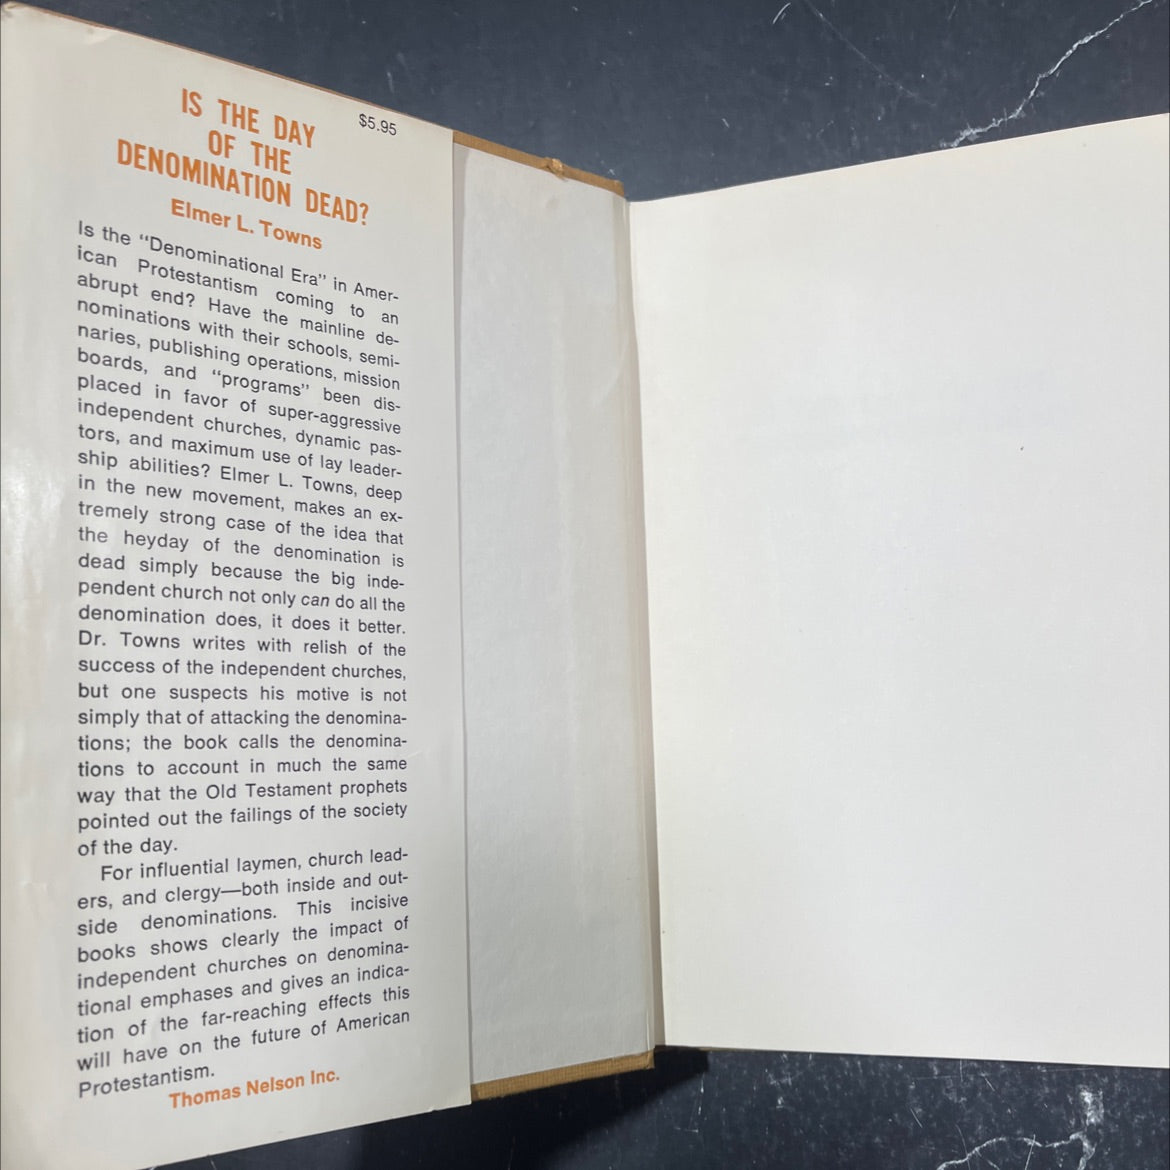 IS THE DAY
OF THE
DENOMINATION DEAD?
$5.95
Elmer L. Towns
Is the "Denominational Era" in Amer-
ican Protestantism coming to an
abrupt end? Have the mainline de-
nominations with their schools, semi-
naries, publishing operations, mission
boards, and "programs" been dis-
placed in favor of super-aggressive
independent churches, dynamic pas-
tors, and maximum use of lay leader-
ship abilities? Elmer L. Towns, deep
in the new movement, makes an ex-
tremely strong case of the idea that
the heyday of the denomination is
dead simply because the big inde-
pendent church not only can do all the
denomination does, it does it better.
Dr. Towns writes with relish of the
success of the independent churches,
but one suspects his motive is not
simply that of attacking the denomina-
tions; the book calls the denomina-
tions to account in much the same
way that the Old Testament prophets
pointed out the failings of the society
of the day.
For influential laymen, church lead-
ers, and clergy—both inside and out-
side denominations. This incisive
books shows clearly the impact of
independent churches on denomina-
tional emphases and gives an indica-
tion of the far-reaching effects this
will have on the future of American
Protestantism.
Thomas Nelson Inc.